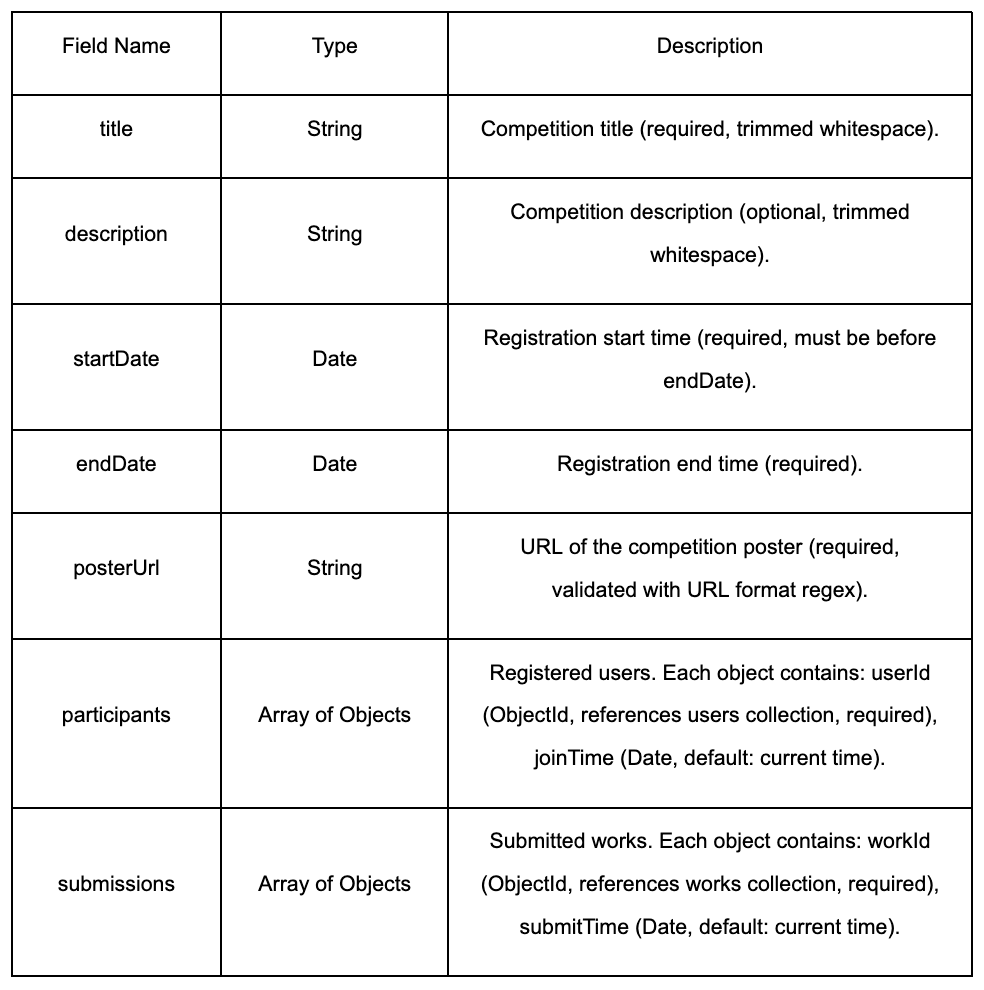 Field Name
Type
Description
title
String
Competition title (required, trimmed whitespace).
description
String
Competition description (optional, trimmed
whitespace).
startDate
Date
Registration start time (required, must be before
endDate).
endDate
Date
Registration end time (required).
posterUrl
String
URL of the competition poster (required,
validated with URL format regex).
participants
Array of Objects
Registered users. Each object contains: userId
(ObjectId, references users collection, required),
joinTime (Date, default: current time).
submissions
Array of Objects
Submitted works. Each object contains: workId
(ObjectId, references works collection, required),
submitTime (Date, default: current time).